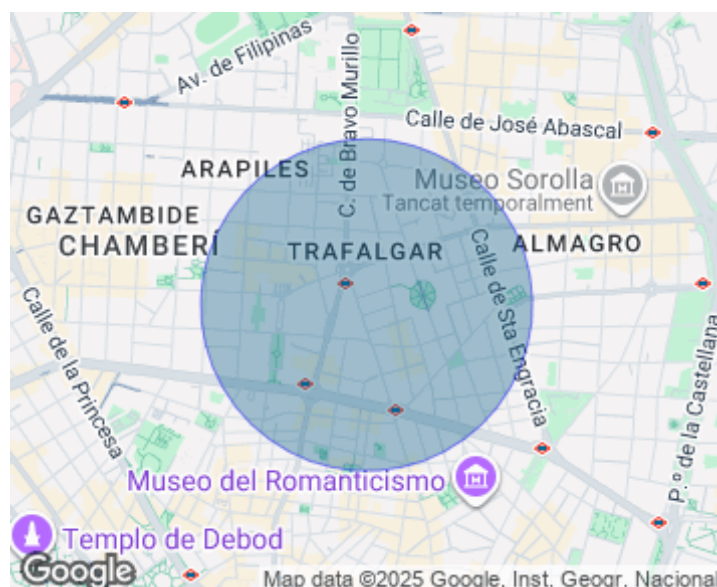 Av. de Filipinas
C. de Bravo Murillo
Calle de José Abascal
ARAPILES
Museo Sorolla
Tancat temporalment
GAZTAMBIDE
CHAMBERÍ
TRAFALGAR
ALMAGRO
Calle de Sta Engracia
Calle de la Princesa
P.º de la Castellana
Museo del Romanticismo
Templo de Debod
Google
Map data ©2025 Google, Inst. Geogr. Nacional